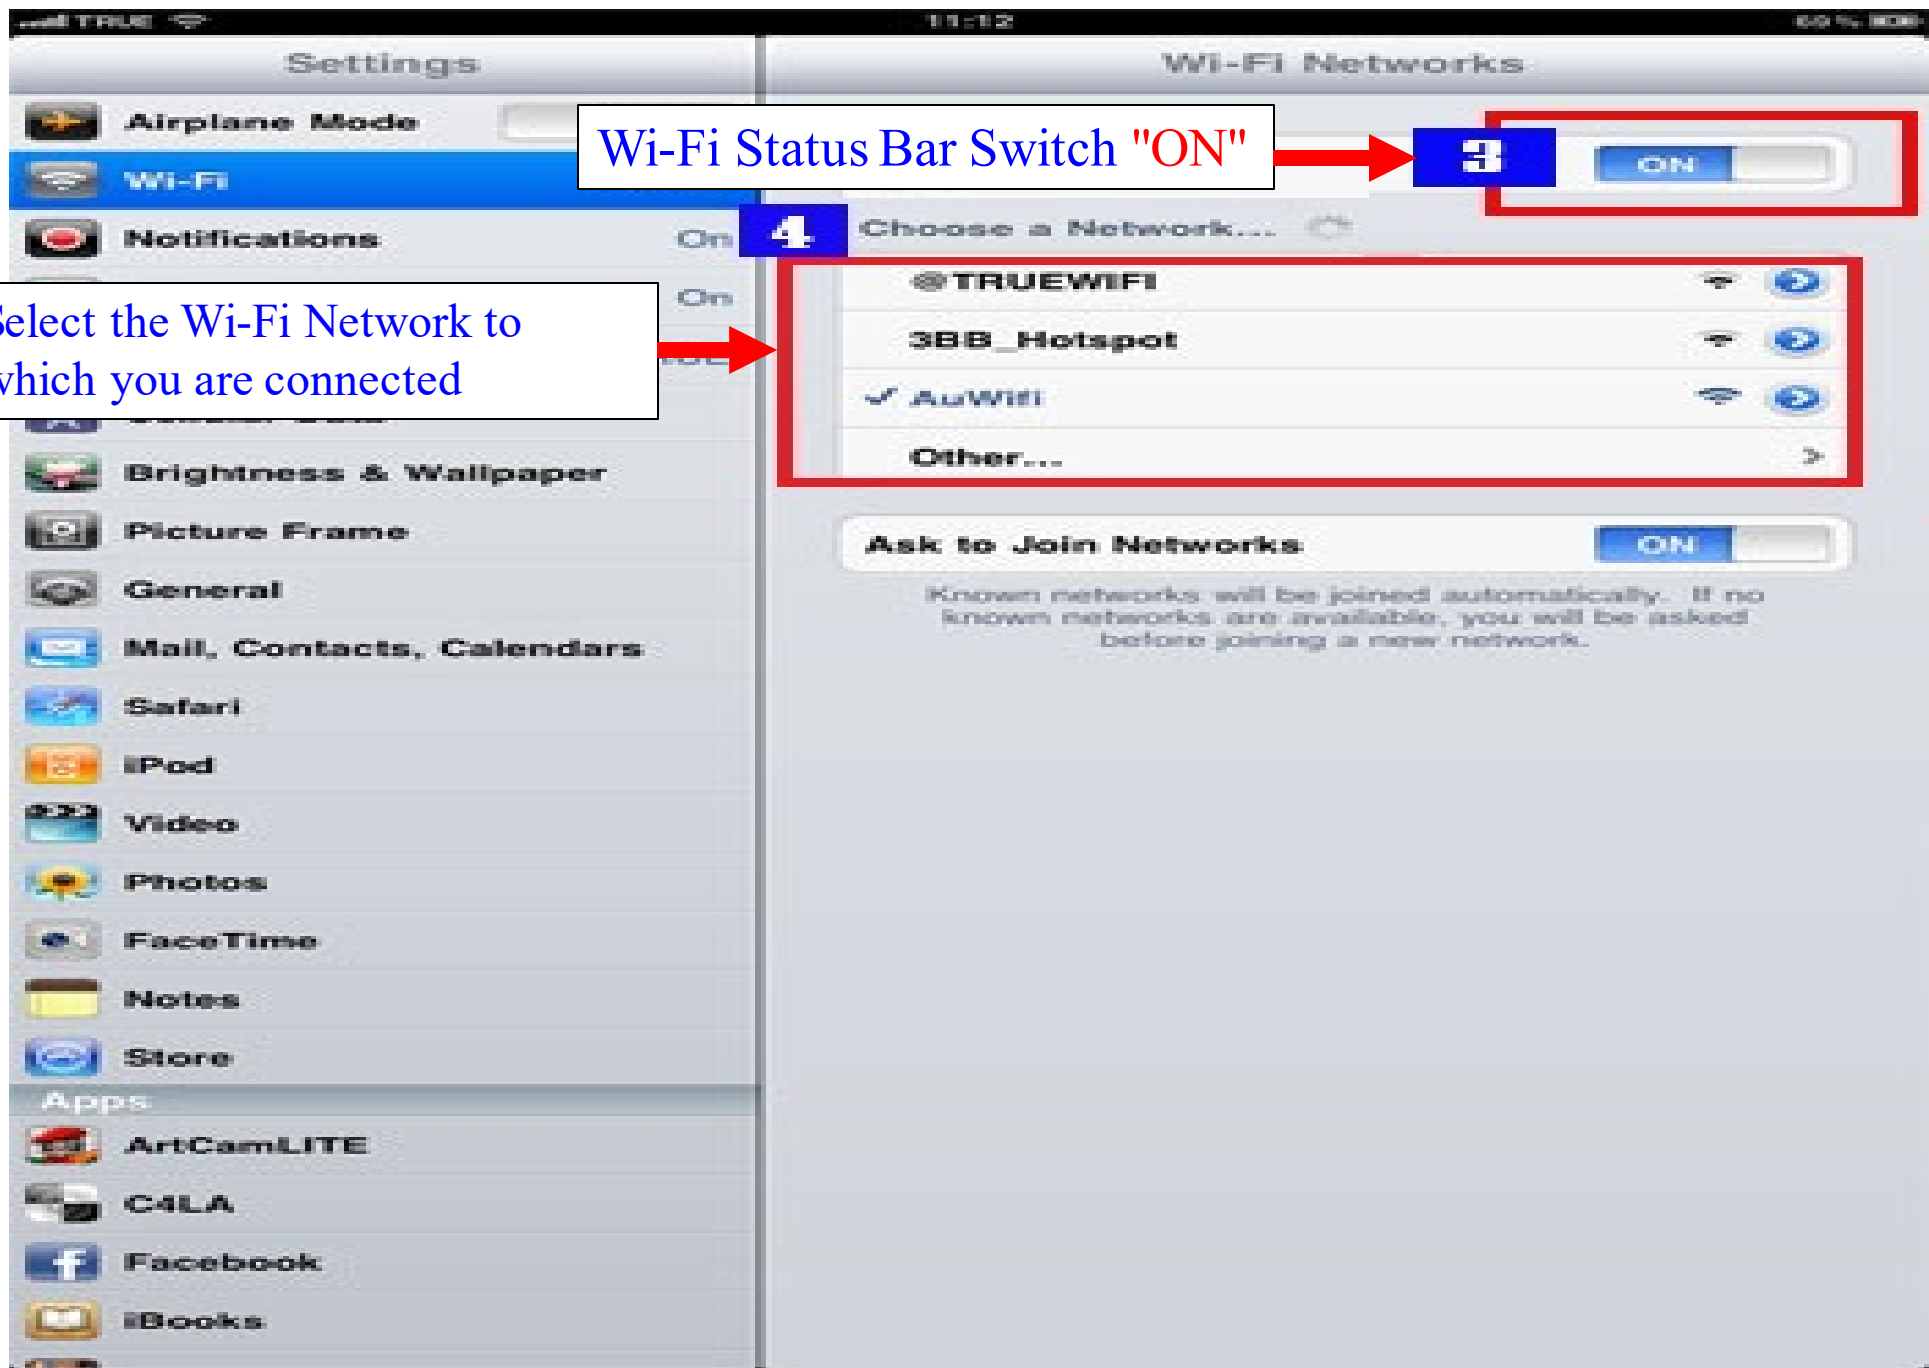 TRUE 11:12 69%
Settings
Airplane Mode
Wi-Fi
Notifications On
On
Brightness & Wallpaper
Picture Frame
General
Mail, Contacts, Calendars
Safari
iPod
Video
Photos
FaceTime
Notes
Store
Apps
ArtCamLITE
C4LA
Facebook
iBooks
Wi-Fi Networks
Wi-Fi Status Bar Switch "ON"
3
ON
4
Choose a Network...
Select the Wi-Fi Network to
which you are connected
@TRUEWIFI
3BB_Hotspot
AuWifi
Other...
Ask to Join Networks ON
Known networks will be joined automatically. If no
known networks are available, you will be asked
before joining a new network.